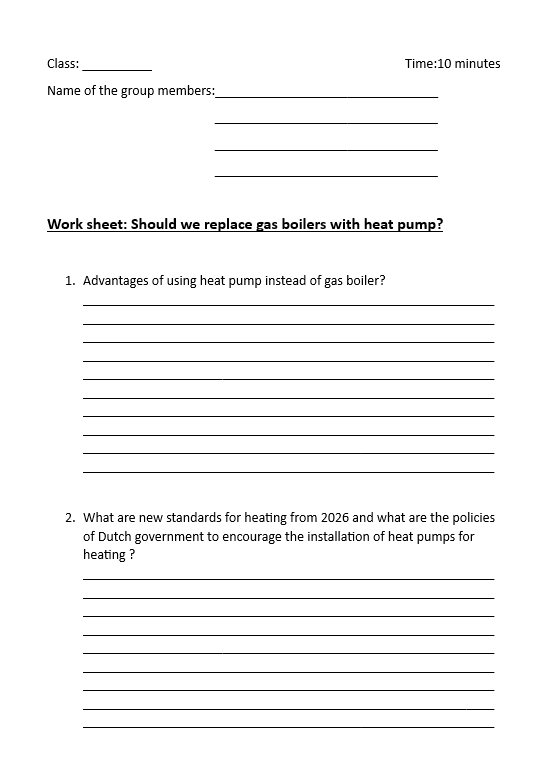 Class: __________ Time:10 minutes
Name of the group members:
Work sheet: Should we replace gas boilers with heat pump?
1. Advantages of using heat pump instead of gas boiler?
2. What are new standards for heating from 2026 and what are the policies
of Dutch government to encourage the installation of heat pumps for
heating ?